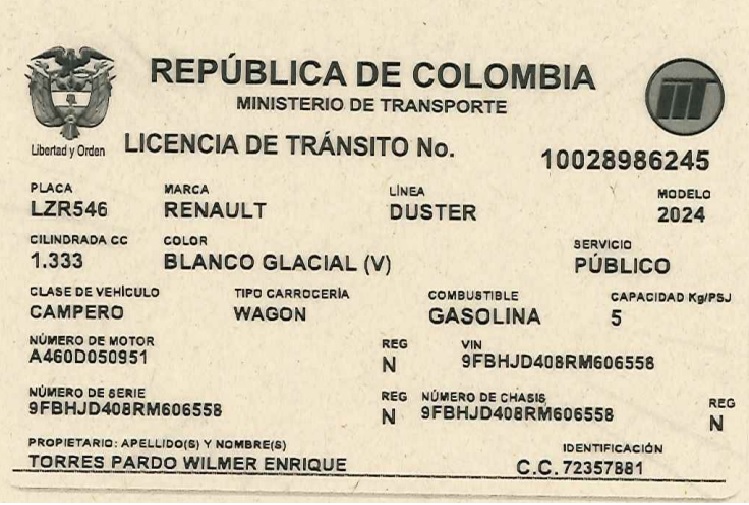 REPÚBLICA DE COLOMBIA
MINISTERIO DE TRANSPORTE
Libertad y Orden
LICENCIA DE TRÁNSITO No. 10028986245
PLACA MARCA LÍNEA MODELO
LZR546 RENAULT DUSTER 2024
CILINDRADA CC COLOR SERVICIO
1.333 BLANCO GLACIAL (V) PÚBLICO
CLASE DE VEHÍCULO TIPO CARROCERÍA COMBUSTIBLE CAPACIDAD Kg/PSJ
CAMPERO WAGON GASOLINA 5
NÚMERO DE MOTOR REG VIN
A460D050951 N 9FBHJD408RM606558
NÚMERO DE SERIE REG NÚMERO DE CHASIS REG
9FBHJD408RM606558 N 9FBHJD408RM606558 N
PROPIETARIO: APELLIDO(S) Y NOMBRE(S) IDENTIFICACIÓN
TORRES PARDO WILMER ENRIQUE C.C. 72357881